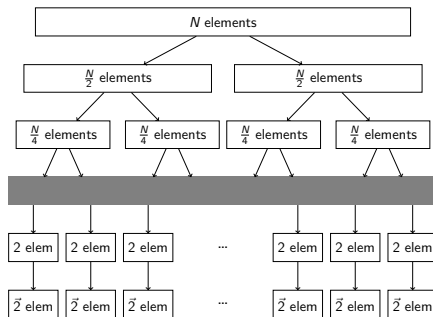 N elements
N/2 elements N/2 elements
N/4 elements N/4 elements N/4 elements N/4 elements
2 elem 2 elem 2 elem ... 2 elem 2 elem 2 elem
2⃗ elem 2⃗ elem 2⃗ elem ... 2⃗ elem 2⃗ elem 2⃗ elem